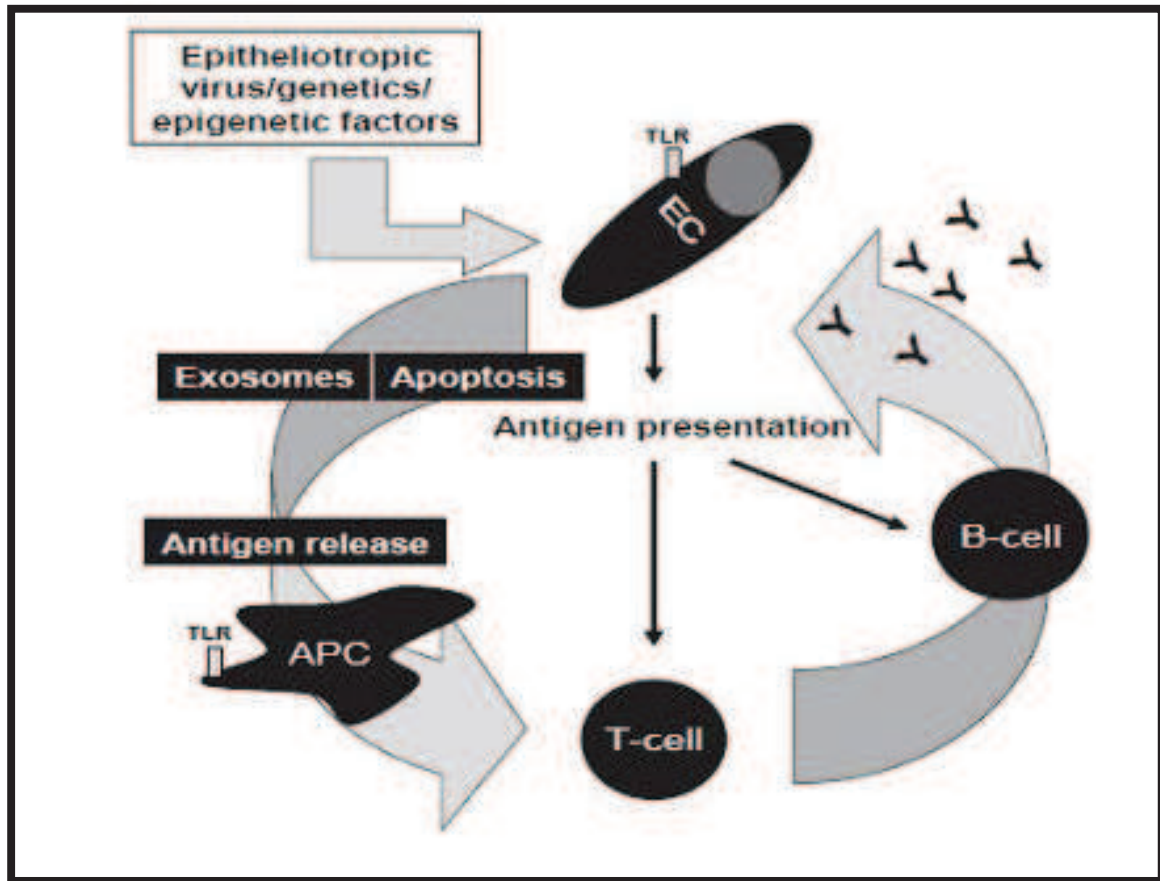 Epitheliotropic
virus/genetics/
epigenetic factors
TLR
EC
Exosomes
Apoptosis
Antigen presentation
B-cell
Antigen release
TLR
APC
T-cell